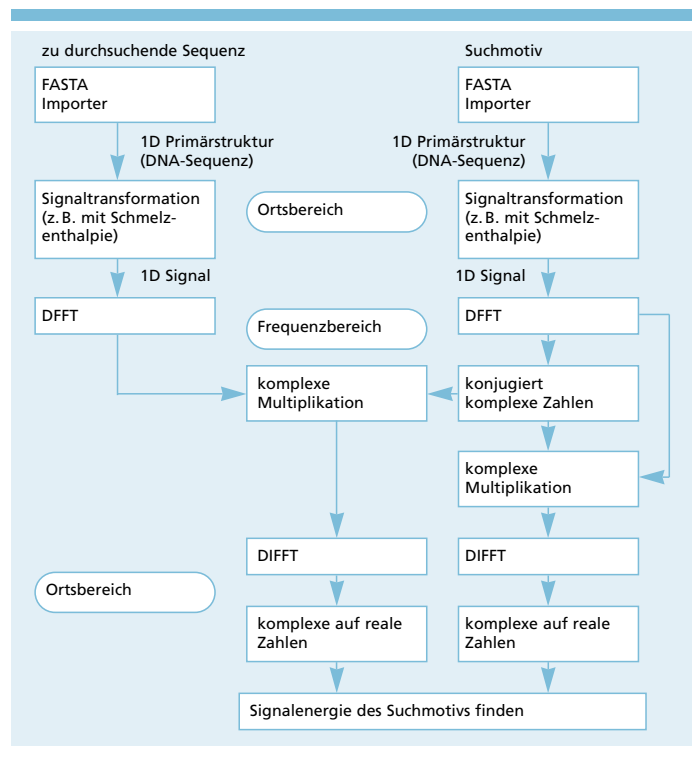 zu durchsuchende Sequenz
Suchmotiv
FASTA
Importer
FASTA
Importer
1D Primärstruktur
(DNA-Sequenz)
1D Primärstruktur
(DNA-Sequenz)
Signaltransformation
(z. B. mit Schmelz-
enthalpie)
Ortsbereich
Signaltransformation
(z. B. mit Schmelz-
enthalpie)
1D Signal
1D Signal
DFFT
Frequenzbereich
DFFT
komplexe
Multiplikation
konjugiert
komplexe Zahlen
komplexe
Multiplikation
DIFFT
DIFFT
Ortsbereich
komplexe auf reale
Zahlen
komplexe auf reale
Zahlen
Signalenergie des Suchmotivs finden